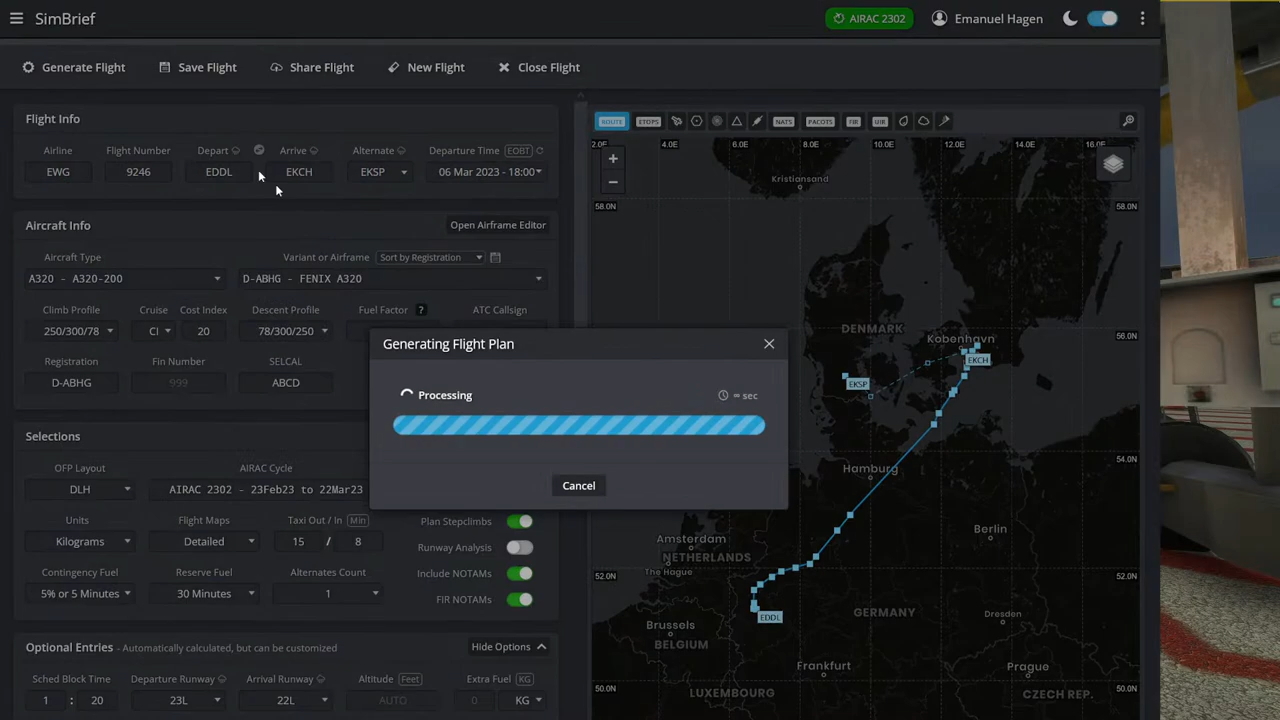 SimBrief
AIRAC 2302
Emanuel Hagen
Generate Flight
Save Flight
Share Flight
New Flight
Close Flight
Flight Info
Airline
Flight Number
Depart
Arrive
Alternate
Departure Time EOBT
EWG
9246
EDDL
EKCH
EKSP
06 Mar 2023 - 18:00
Aircraft Info
Open Airframe Editor
Aircraft Type
Variant or Airframe
Sort by Registration
A320 - A320-200
D-ABHG - FENIX A320
Climb Profile
Cruise
Cost Index
Descent Profile
Fuel Factor ?
ATC Callsign
250/300/78
CI
20
78/300/250
Registration
Fin Number
SELCAL
D-ABHG
999
ABCD
Generating Flight Plan
Processing
∞ sec
Cancel
Selections
OFP Layout
AIRAC Cycle
DLH
AIRAC 2302 - 23Feb23 to 22Mar23
Units
Flight Maps
Taxi Out / In Min
Kilograms
Detailed
15 / 8
Contingency Fuel
Reserve Fuel
Alternates Count
5% or 5 Minutes
30 Minutes
1
Plan Stepclimbs
Runway Analysis
Include NOTAMs
FIR NOTAMs
Optional Entries - Automatically calculated, but can be customized
Hide Options
Sched Block Time
Departure Runway
Arrival Runway
Altitude Feet
Extra Fuel KG
1 : 20
23L
22L
AUTO
0
KG
ROUTE
ETOPS
NATS
PACOTS
FIR
UIR
2.0E
4.0E
6.0E
8.0E
10.0E
12.0E
14.0E
+
−
58.0N
58.0N
Kristiansand
56.0N
DENMARK
København
EKCH
EKSP
54.0N
Hamburg
Berlin
Amsterdam
NETHERLANDS
The Hague
52.0N
52.0N
EDDL
GERMANY
Brussels
BELGIUM
Dresden
Frankfurt
Prague
LUXEMBOURG
CZECH REP.
50.0N
50.0N